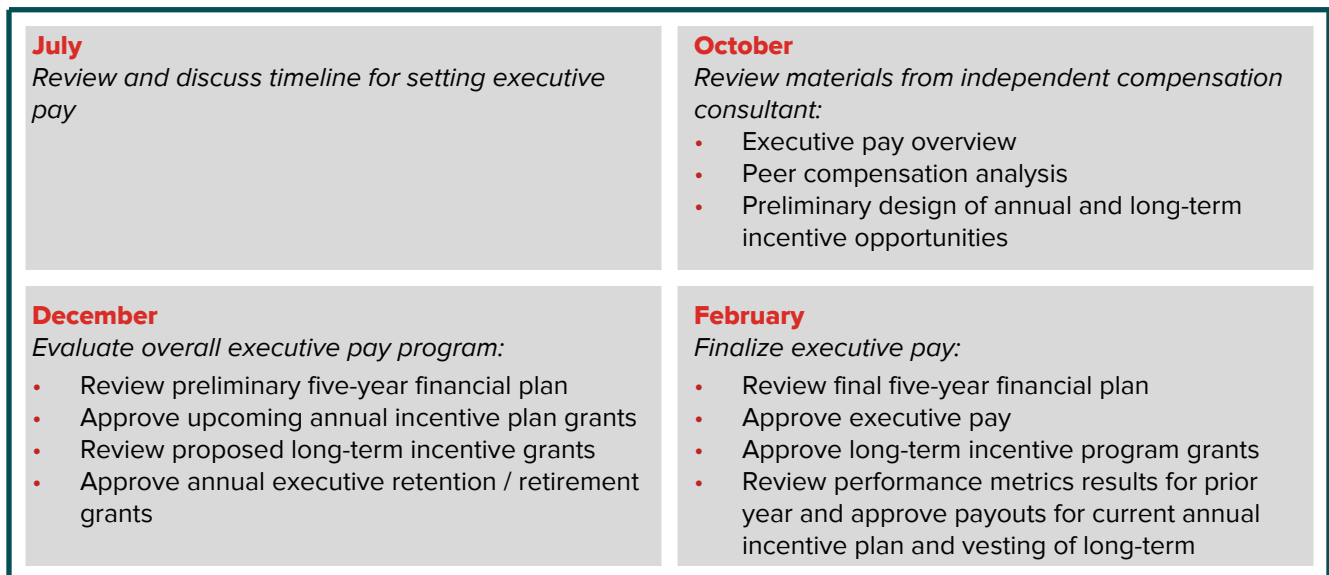 July
Review and discuss timeline for setting executive
pay
October
Review materials from independent compensation
consultant:
• Executive pay overview
• Peer compensation analysis
• Preliminary design of annual and long-term
incentive opportunities
December
Evaluate overall executive pay program:
• Review preliminary five-year financial plan
• Approve upcoming annual incentive plan grants
• Review proposed long-term incentive grants
• Approve annual executive retention / retirement
grants
February
Finalize executive pay:
• Review final five-year financial plan
• Approve executive pay
• Approve long-term incentive program grants
• Review performance metrics results for prior
year and approve payouts for current annual
incentive plan and vesting of long-term